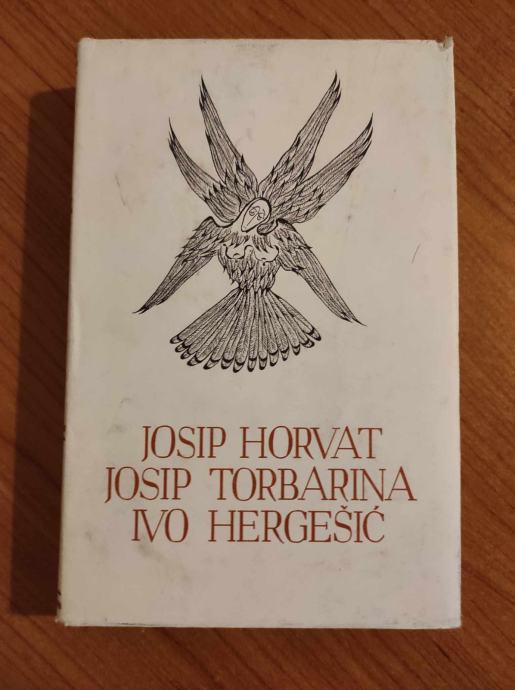 JOSIP HORVAT
JOSIP TORBARINA
IVO HERGEŠIĆ